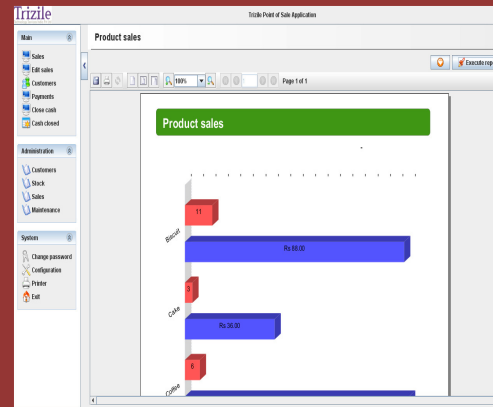 Trizile
Trizile Point of Sale Application
Main
Sales
Edit sales
Customers
Payments
Close cash
Cash closed
Administration
Customers
Stock
Sales
Maintenance
System
Change password
Configuration
Printer
Exit
Product sales
Execute rep
100%
Page 1 of 1
Product sales
Biscuit
11
Rs 88.00
Cake
3
Rs 36.00
Coffee
6